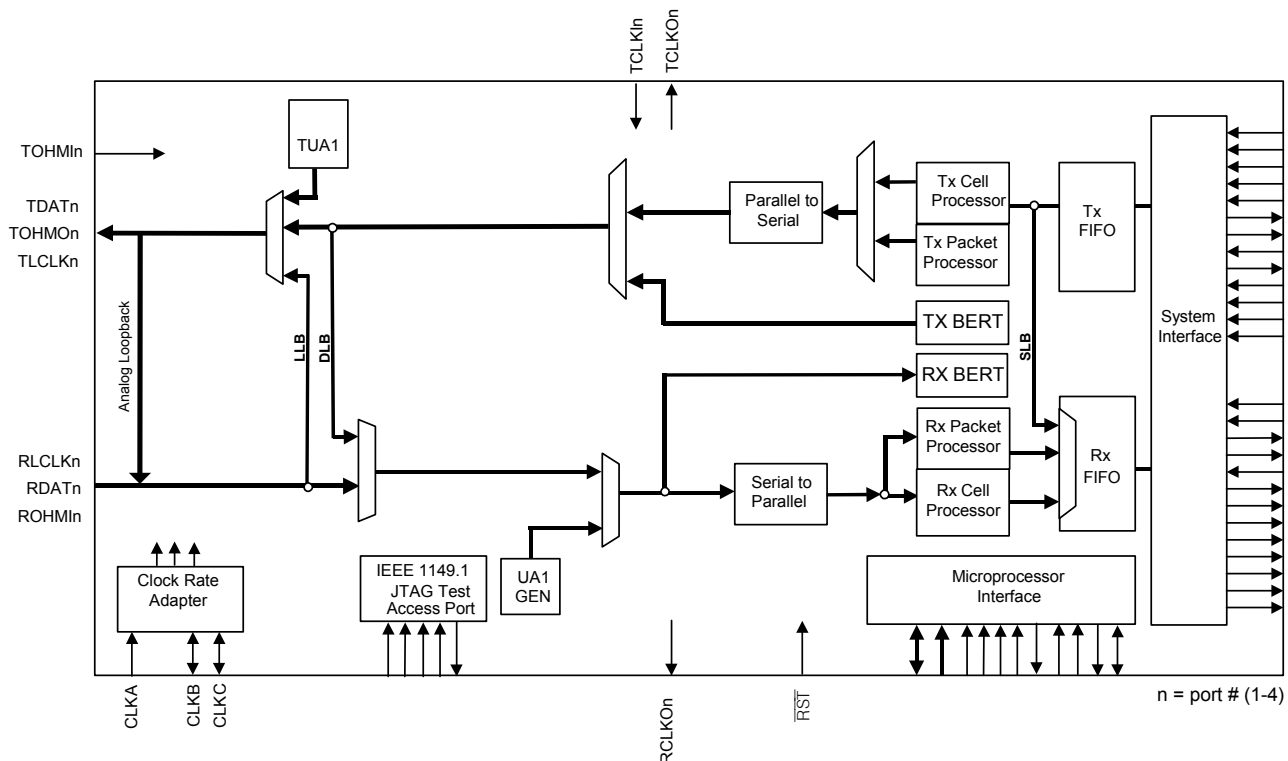 TCLKIn
TCLKOn
TOHMIn
TUA1
TDATn
TOHMOn
TLCLKn
Parallel to
Serial
Tx Cell
Processor
Tx Packet
Processor
Tx
FIFO
TX BERT
RX BERT
System
Interface
Analog Loopback
LLB
DLB
SLB
RLCLKn
RDATn
ROHMIn
Serial to
Parallel
Rx Packet
Processor
Rx Cell
Processor
Rx
FIFO
Clock Rate
Adapter
IEEE 1149.1
JTAG Test
Access Port
UA1
GEN
Microprocessor
Interface
CLKA
CLKB
CLKC
RCLKOn
RST
n = port # (1-4)